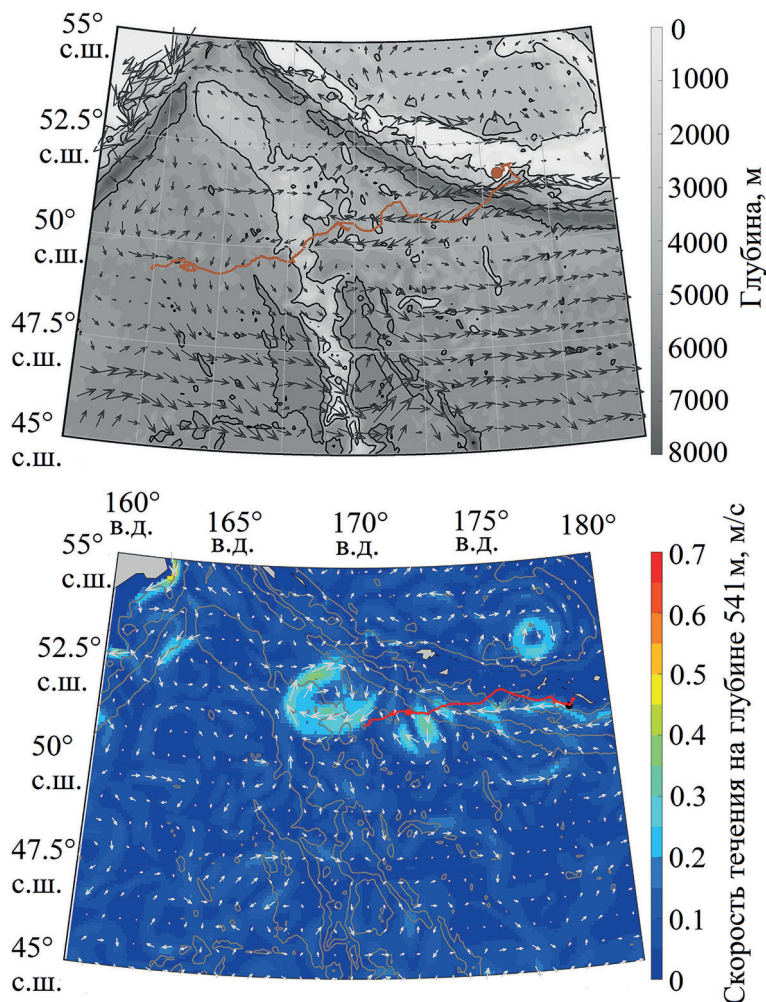 55°
с.ш.
52.5°
с.ш.
50°
с.ш.
47.5°
с.ш.
45°
с.ш.
0
1000
2000
3000
4000
5000
6000
7000
8000
Глубина, м
160°
в.д.
165°
в.д.
170°
в.д.
175°
в.д.
180°
55°
с.ш.
52.5°
с.ш.
50°
с.ш.
47.5°
с.ш.
45°
с.ш.
0.7
0.6
0.5
0.4
0.3
0.2
0.1
0
Скорость течения на глубине 541 м, м/с